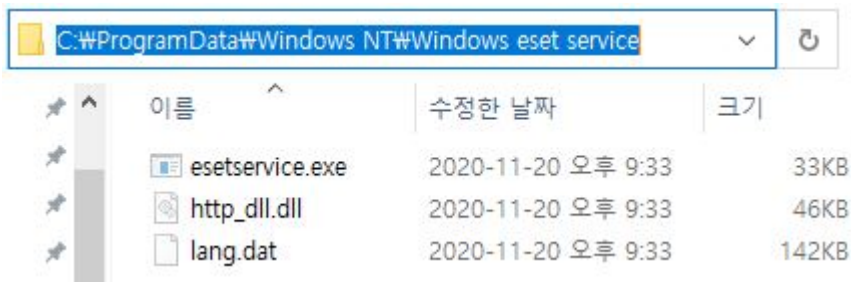 C:₩ProgramData₩Windows NT₩Windows eset service
이름 수정한 날짜 크기
esetservice.exe 2020-11-20 오후 9:33 33KB
http_dll.dll 2020-11-20 오후 9:33 46KB
lang.dat 2020-11-20 오후 9:33 142KB